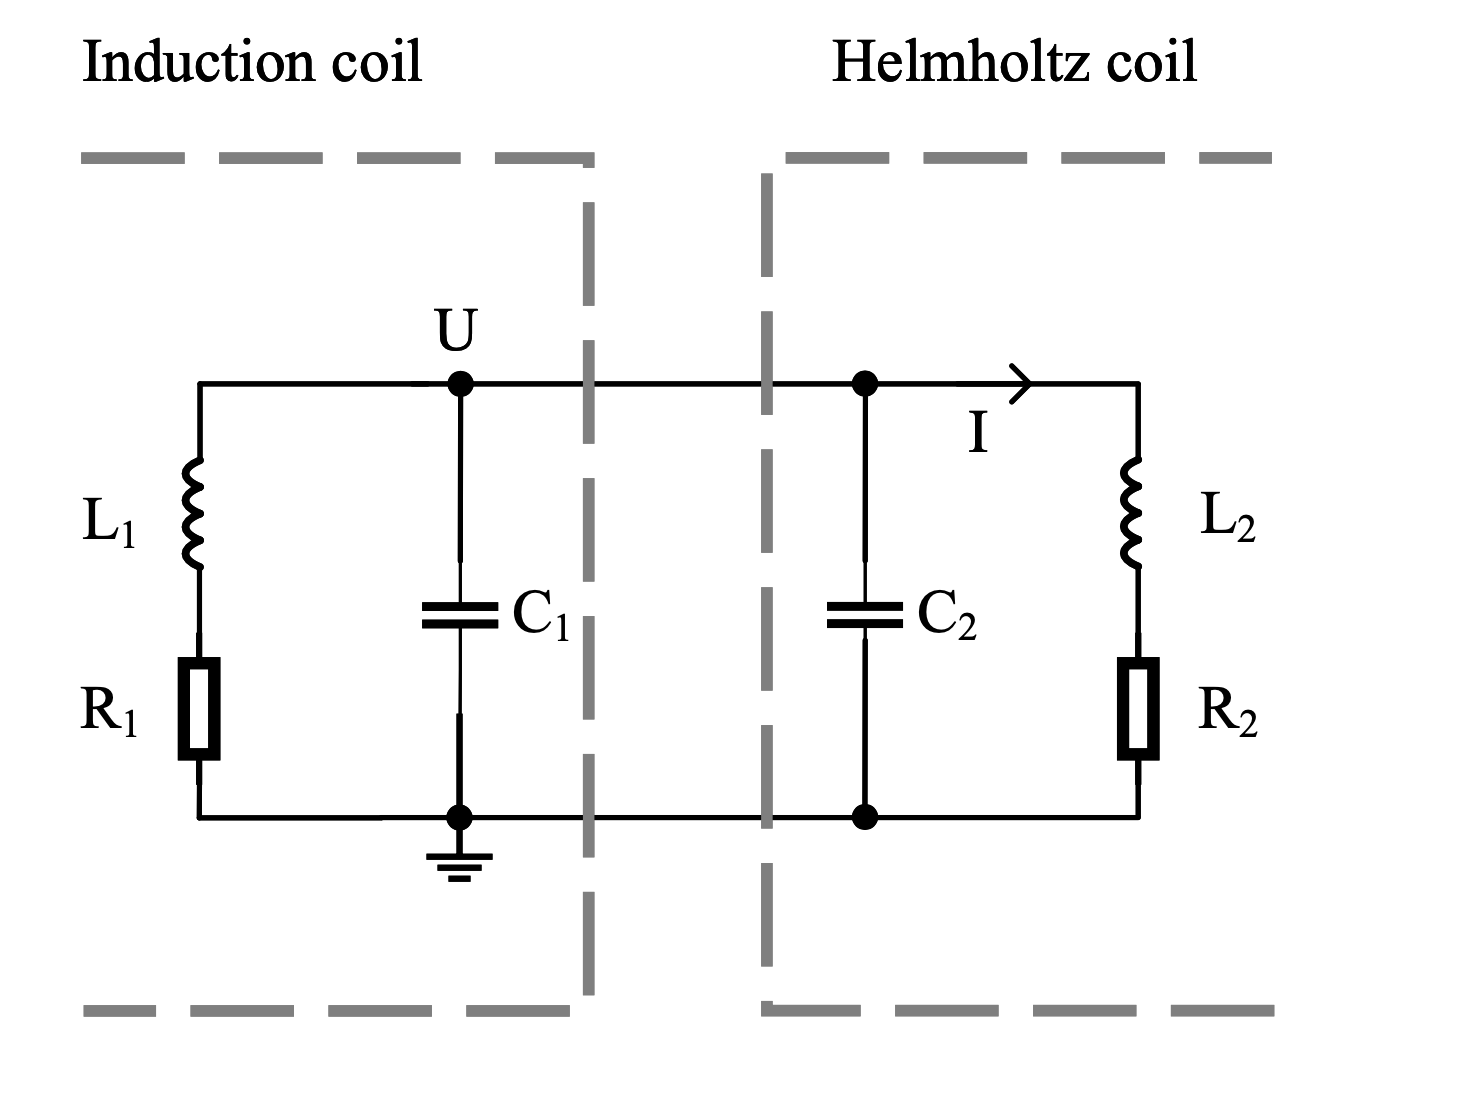 Induction coil
Helmholtz coil
U
I
L₁
L₂
C₁
C₂
R₁
R₂